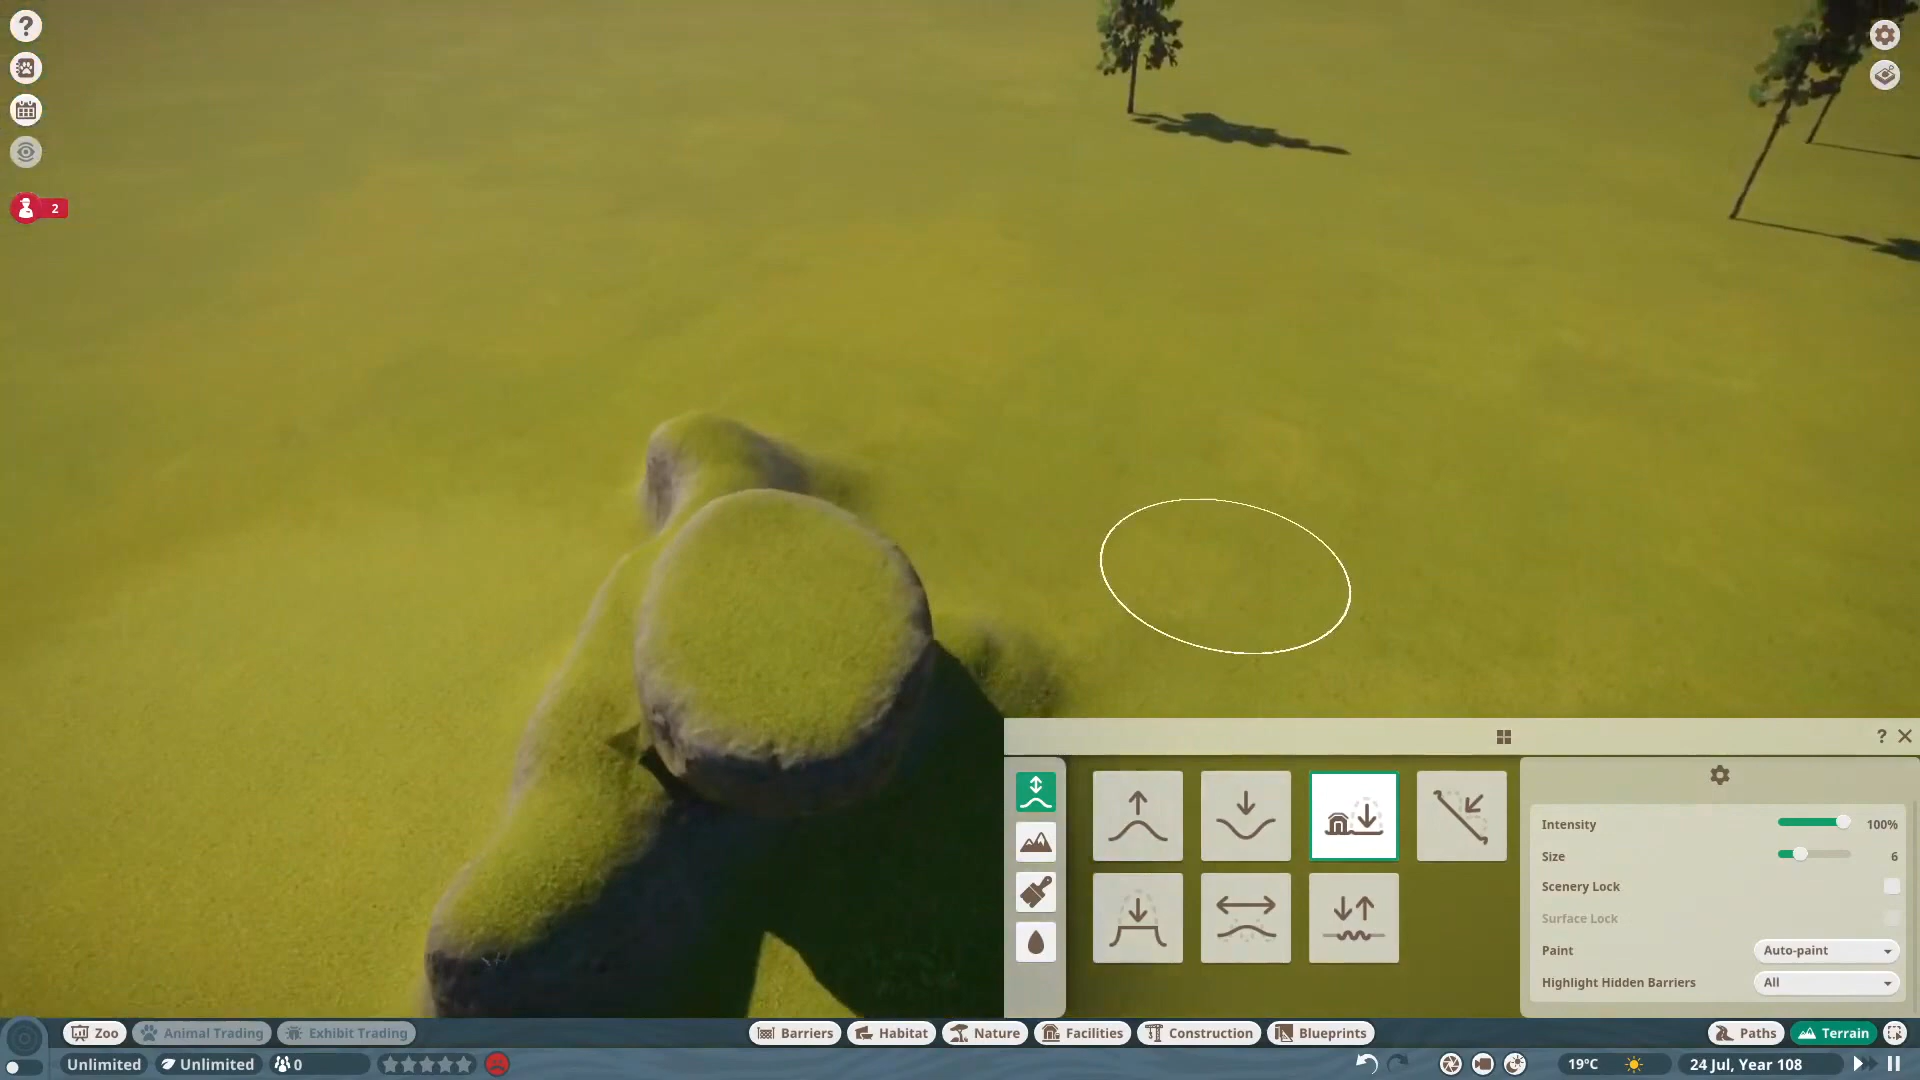 ?
2
?
Intensity 100%
Size 6
Scenery Lock
Surface Lock
Paint Auto-paint
Highlight Hidden Barriers All
Zoo Animal Trading Exhibit Trading Barriers Habitat Nature Facilities Construction Blueprints Paths Terrain
Unlimited Unlimited 0 19°C 24 Jul, Year 108